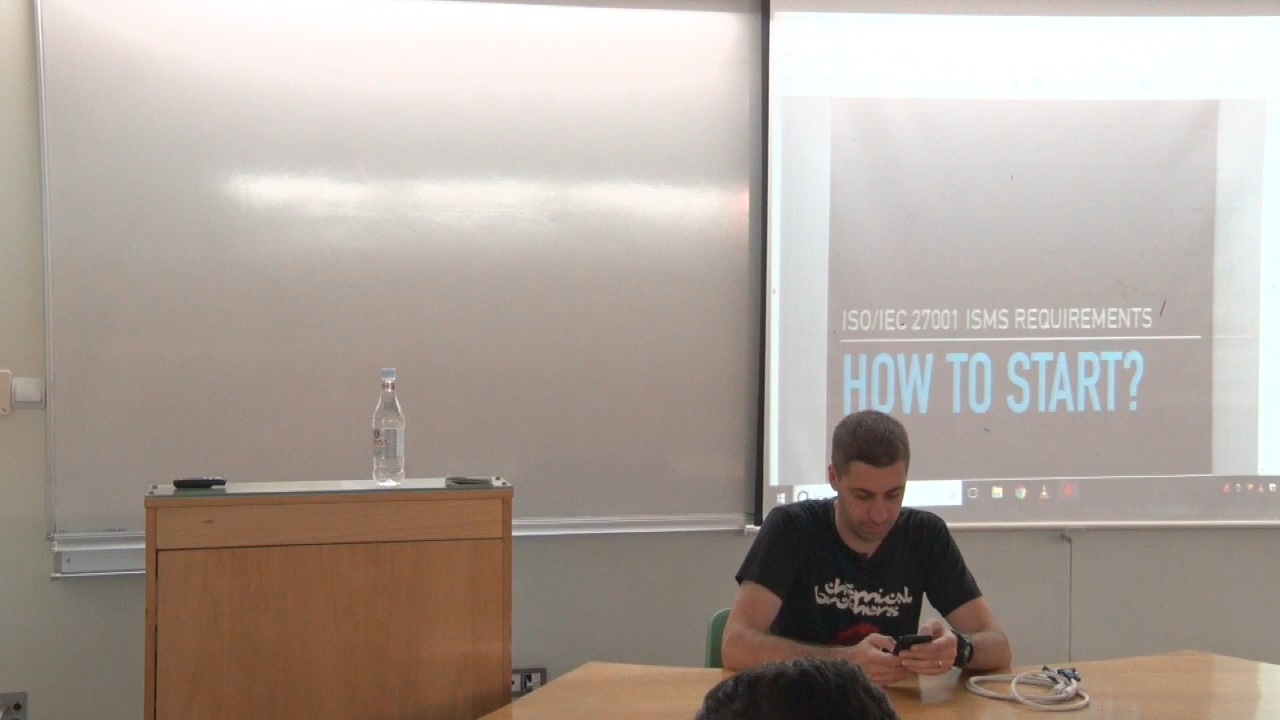 ISO/IEC 27001 ISMS REQUIREMENTS
HOW TO START?
the
chemical
brothers